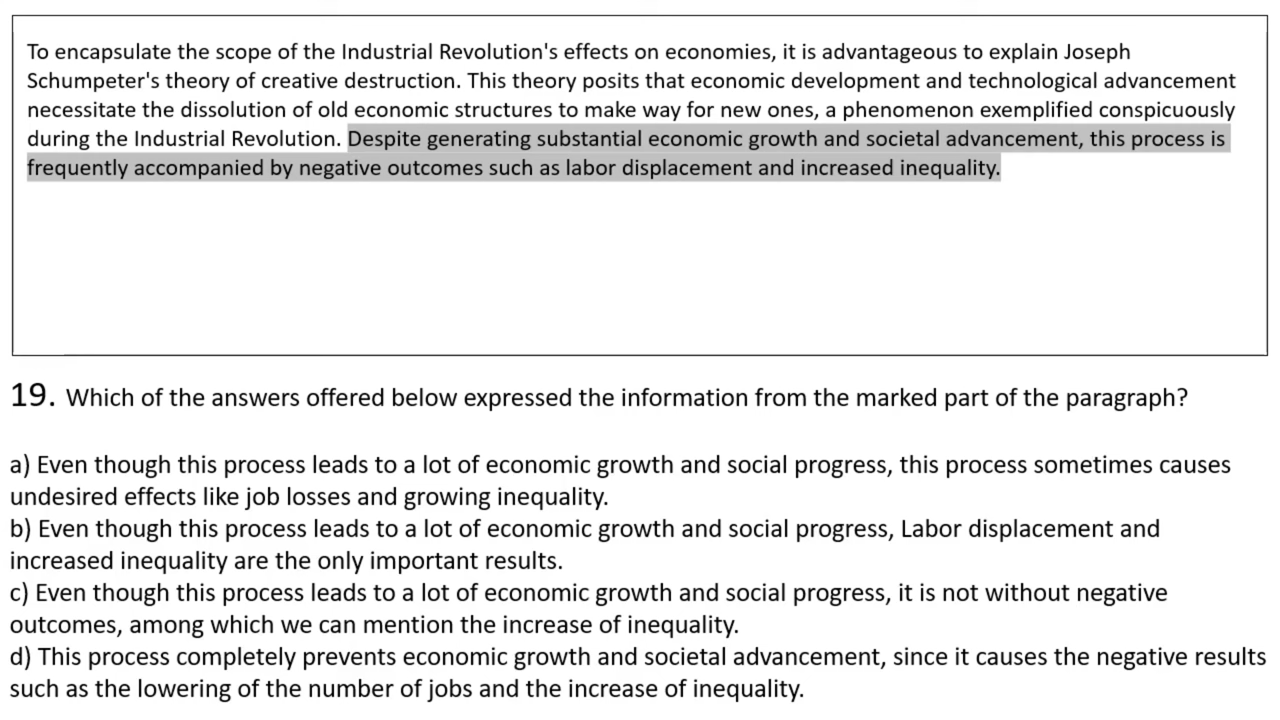 To encapsulate the scope of the Industrial Revolution's effects on economies, it is advantageous to explain Joseph
Schumpeter's theory of creative destruction. This theory posits that economic development and technological advancement
necessitate the dissolution of old economic structures to make way for new ones, a phenomenon exemplified conspicuously
during the Industrial Revolution. Despite generating substantial economic growth and societal advancement, this process is
frequently accompanied by negative outcomes such as labor displacement and increased inequality.
19. Which of the answers offered below expressed the information from the marked part of the paragraph?
a) Even though this process leads to a lot of economic growth and social progress, this process sometimes causes
undesired effects like job losses and growing inequality.
b) Even though this process leads to a lot of economic growth and social progress, Labor displacement and
increased inequality are the only important results.
c) Even though this process leads to a lot of economic growth and social progress, it is not without negative
outcomes, among which we can mention the increase of inequality.
d) This process completely prevents economic growth and societal advancement, since it causes the negative results
such as the lowering of the number of jobs and the increase of inequality.